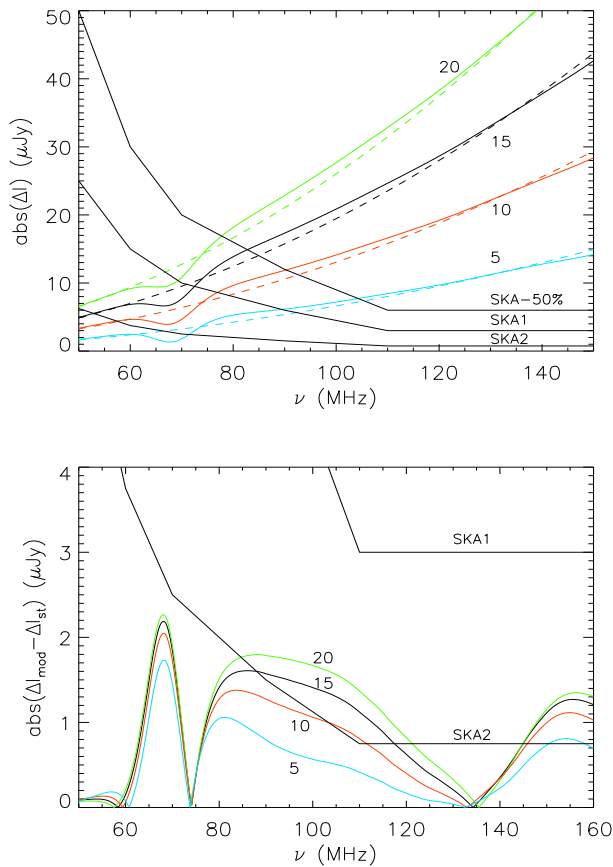 50
40
30
20
10
0
abs(ΔI) (μJy)
20
15
10
5
SKA−50%
SKA1
SKA2
60 80 100 120 140
ν (MHz)
4
3
2
1
0
abs(ΔI_mod−ΔI_st) (μJy)
SKA1
20
15
10
5
SKA2
60 80 100 120 140 160
ν (MHz)